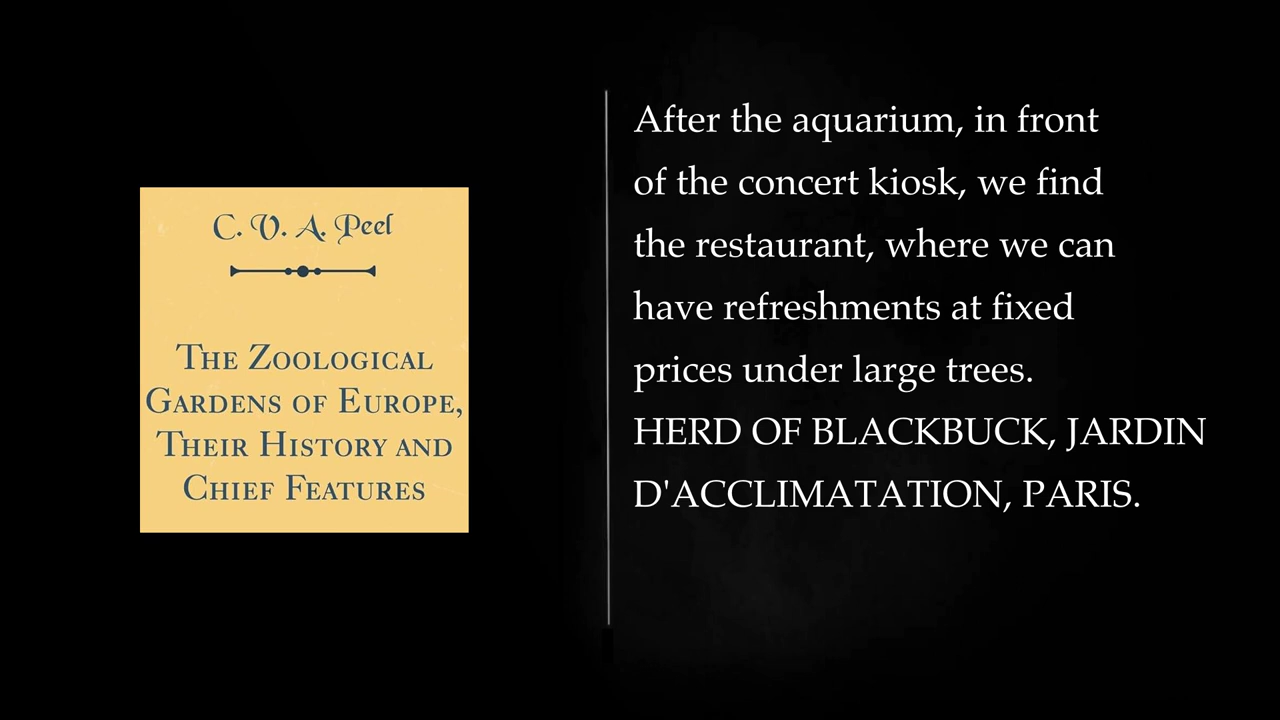 C. V. A. Peel
The Zoological
Gardens of Europe,
Their History and
Chief Features
After the aquarium, in front
of the concert kiosk, we find
the restaurant, where we can
have refreshments at fixed
prices under large trees.
HERD OF BLACKBUCK, JARDIN
D'ACCLIMATATION, PARIS.